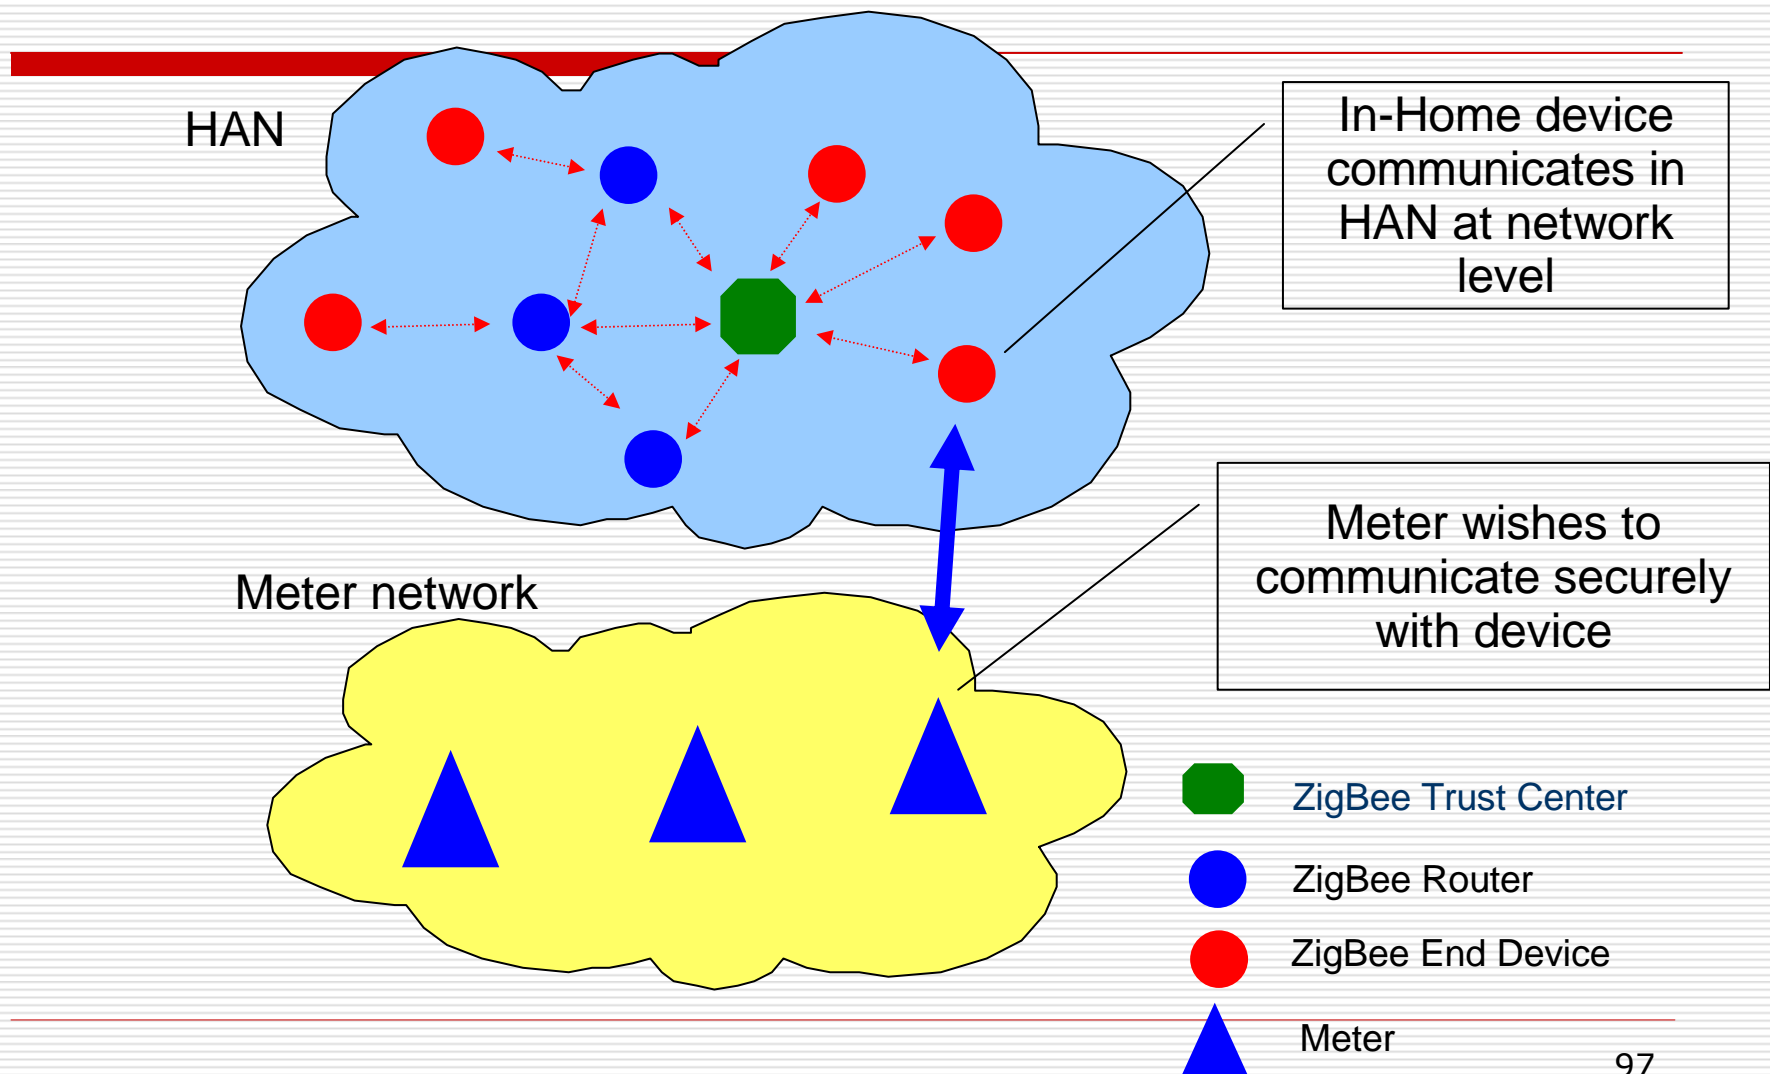 HAN
In-Home device
communicates in
HAN at network
level
Meter network
Meter wishes to
communicate securely
with device
ZigBee Trust Center
ZigBee Router
ZigBee End Device
Meter
97